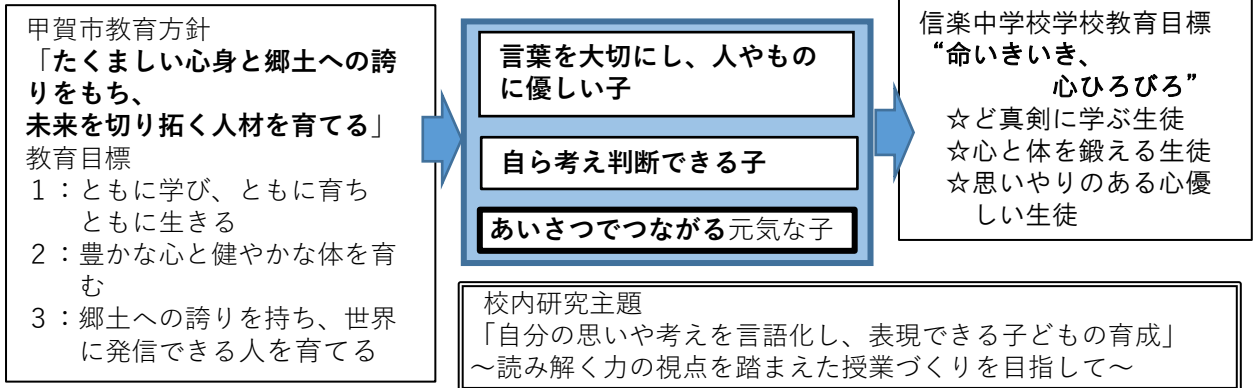 甲賀市教育方針
「たくましい心身と郷土への誇
りをもち、
未来を切り拓く人材を育てる」
教育目標
1：ともに学び、ともに育ち
ともに生きる
2：豊かな心と健やかな体を育
む
3：郷土への誇りを持ち、世界
に発信できる人を育てる
言葉を大切にし、人やもの
に優しい子
自ら考え判断できる子
あいさつでつながる元気な子
信楽中学校学校教育目標
“命いきいき、
心ひろびろ”
☆ど真剣に学ぶ生徒
☆心と体を鍛える生徒
☆思いやりのある心優
しい生徒
校内研究主題
「自分の思いや考えを言語化し、表現できる子どもの育成」
～読み解く力の視点を踏まえた授業づくりを目指して～